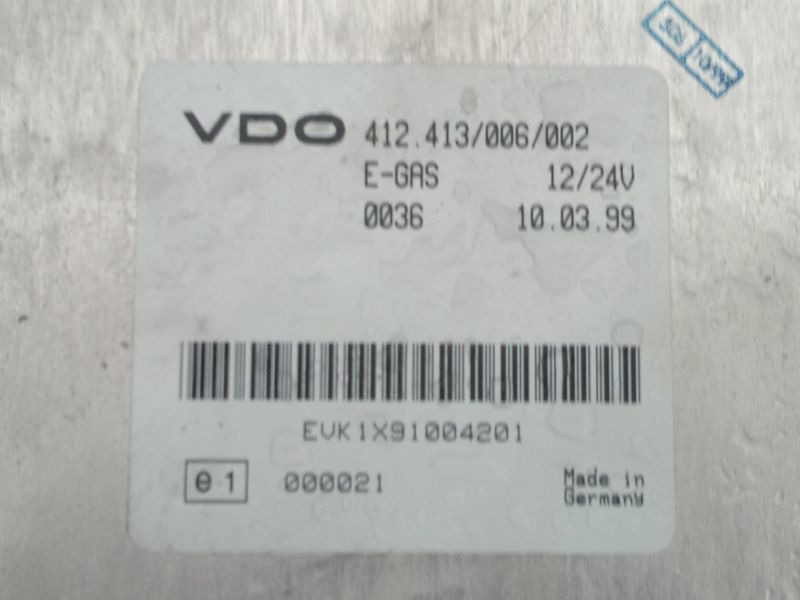 VDO 412.413/006/002
E-GAS 12/24V
0036 10.03.99
EVK1X91004201
e1 000021 Made in
Germany